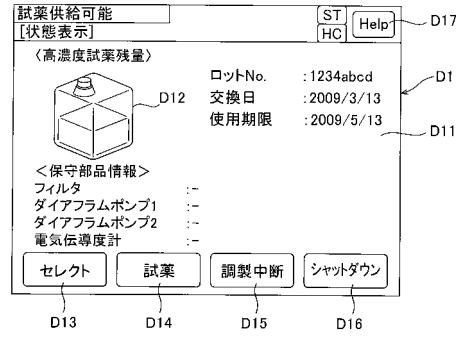 試薬供給可能
[状態表示]
ST
HC
Help
D17
〈高濃度試薬残量〉
D12
ロットNo. :1234abcd
交換日 :2009/3/13
使用期限 :2009/5/13
D1
D11
<保守部品情報>
フィルタ :-
ダイアフラムポンプ1 :-
ダイアフラムポンプ2 :-
電気伝導度計 :-
セレクト 試薬 調製中断 シャットダウン
D13 D14 D15 D16